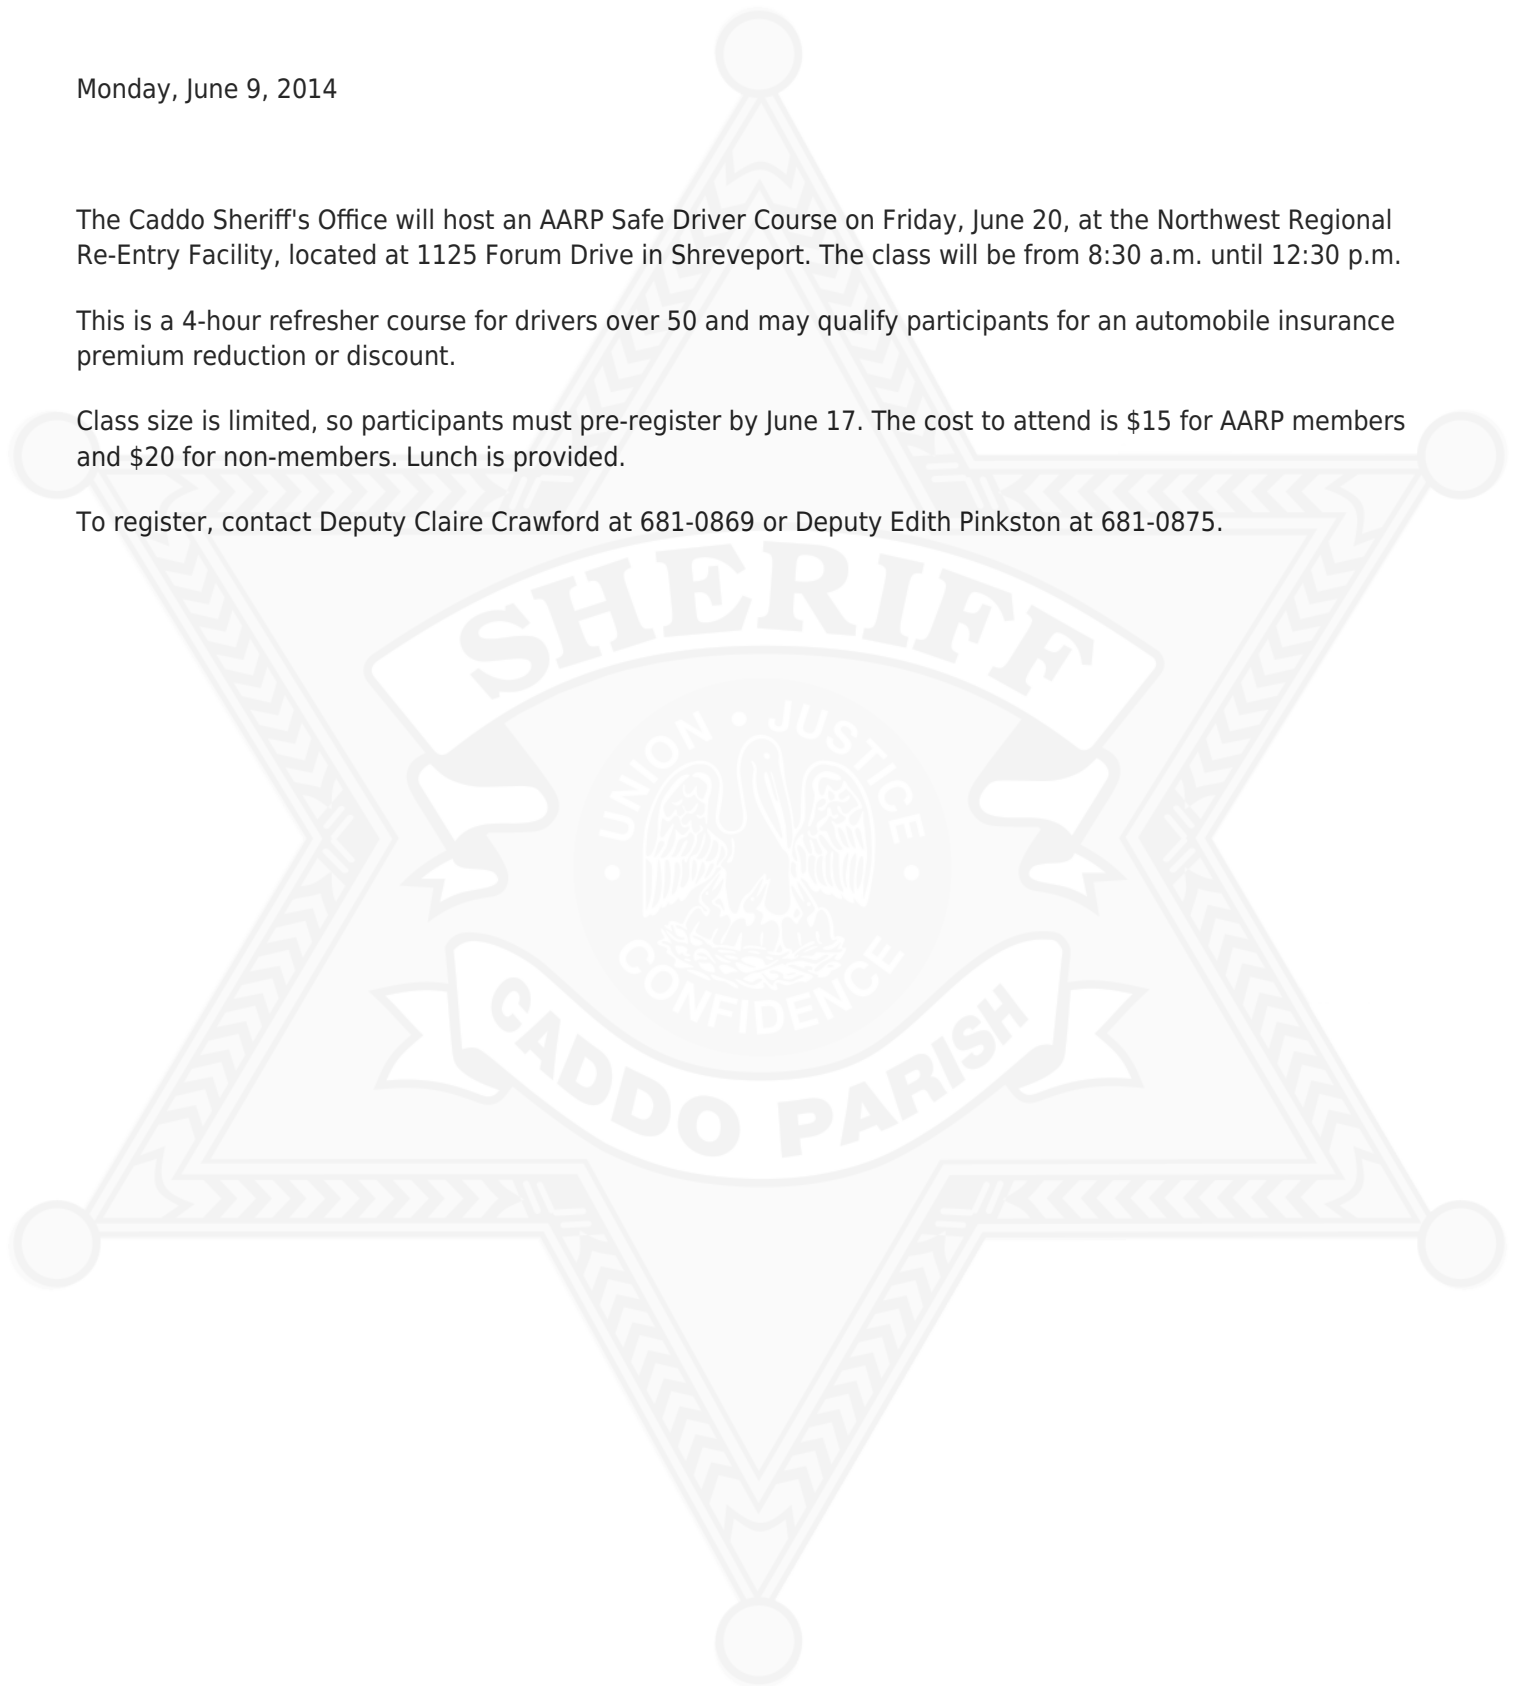 Monday, June 9, 2014
The Caddo Sheriff's Office will host an AARP Safe Driver Course on Friday, June 20, at the Northwest Regional
Re-Entry Facility, located at 1125 Forum Drive in Shreveport. The class will be from 8:30 a.m. until 12:30 p.m.
This is a 4-hour refresher course for drivers over 50 and may qualify participants for an automobile insurance
premium reduction or discount.
Class size is limited, so participants must pre-register by June 17. The cost to attend is $15 for AARP members
and $20 for non-members. Lunch is provided.
To register, contact Deputy Claire Crawford at 681-0869 or Deputy Edith Pinkston at 681-0875.
SHERIFF
UNION • JUSTICE
• CONFIDENCE •
CADDO PARISH